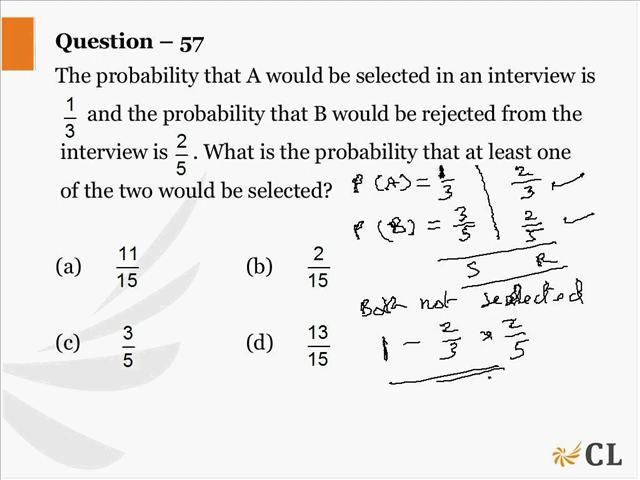 Question – 57
The probability that A would be selected in an interview is
1/3 and the probability that B would be rejected from the
interview is 2/5. What is the probability that at least one
of the two would be selected?
P(A) = 1/3 | 2/3
P(B) = 3/5 | 2/5
S R
(a) 11/15 (b) 2/15
Both not selected
(c) 3/5 (d) 13/15
1 - 2/3 * 2/5
CL